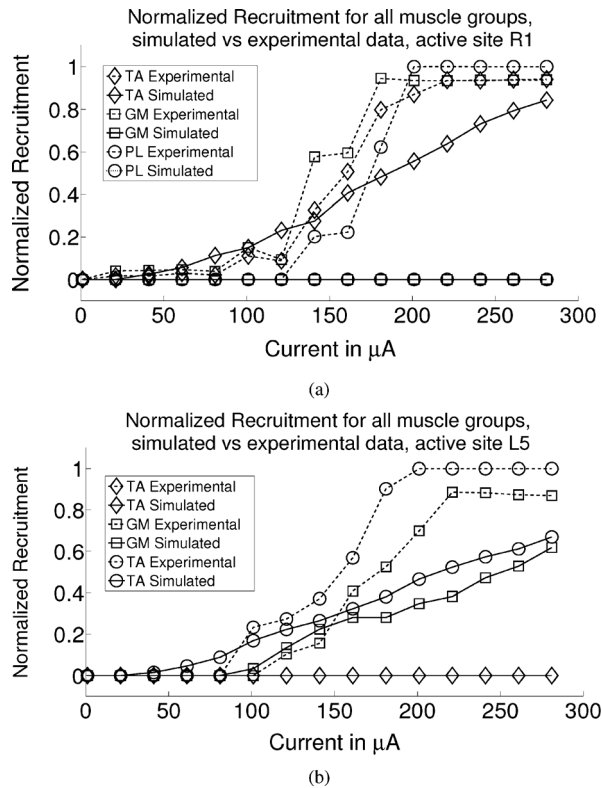 Normalized Recruitment for all muscle groups,
simulated vs experimental data, active site R1
Normalized Recruitment
1
0.8
0.6
0.4
0.2
0
TA Experimental
TA Simulated
GM Experimental
GM Simulated
PL Experimental
PL Simulated
0 50 100 150 200 250 300
Current in μA
(a)
Normalized Recruitment for all muscle groups,
simulated vs experimental data, active site L5
Normalized Recruitment
1
0.8
0.6
0.4
0.2
0
TA Experimental
TA Simulated
GM Experimental
GM Simulated
TA Experimental
TA Simulated
0 50 100 150 200 250 300
Current in μA
(b)